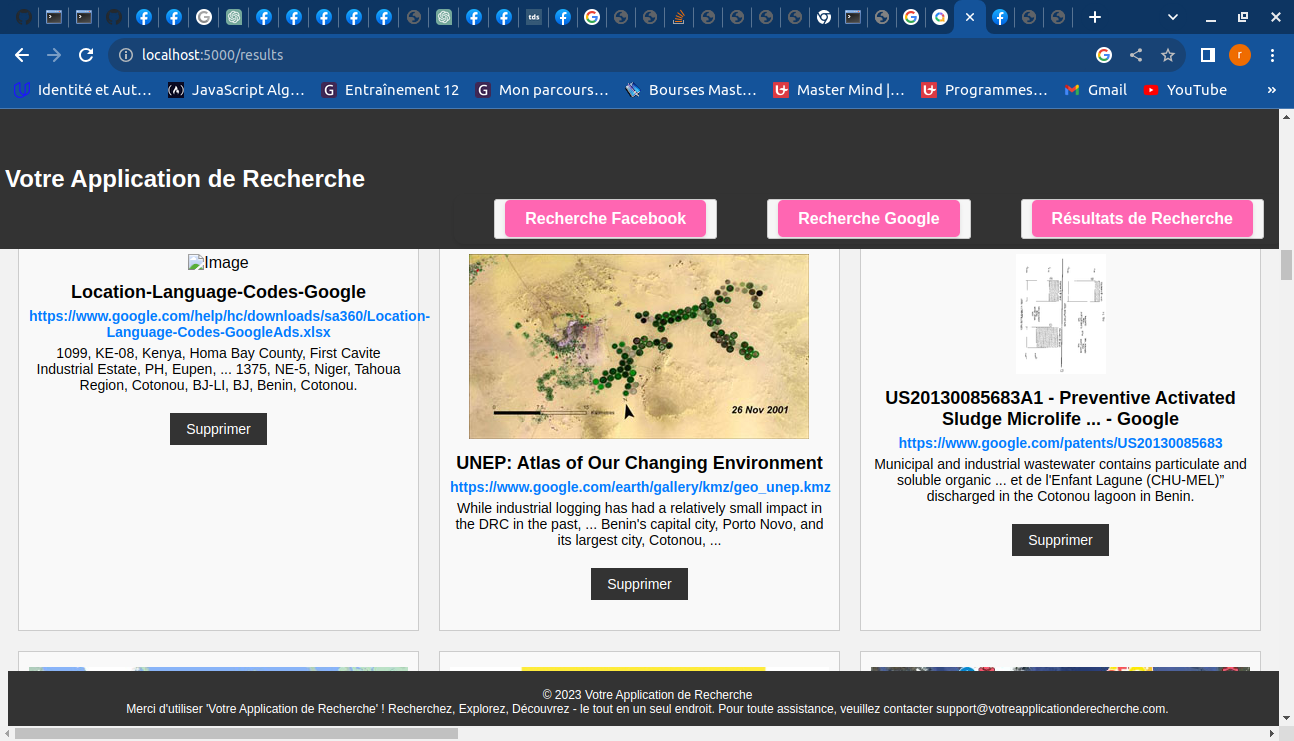 tds
localhost:5000/results
r
Identité et Aut…
JavaScript Alg…
Entraînement 12
Mon parcours…
Bourses Mast…
Master Mind |…
Programmes…
Gmail
YouTube
»
Votre Application de Recherche
Recherche Facebook
Recherche Google
Résultats de Recherche
Image
Location-Language-Codes-Google
https://www.google.com/help/hc/downloads/sa360/Location-
Language-Codes-GoogleAds.xlsx
1099, KE-08, Kenya, Homa Bay County, First Cavite
Industrial Estate, PH, Eupen, ... 1375, NE-5, Niger, Tahoua
Region, Cotonou, BJ-LI, BJ, Benin, Cotonou.
Supprimer
26 Nov 2001
UNEP: Atlas of Our Changing Environment
https://www.google.com/earth/gallery/kmz/geo_unep.kmz
While industrial logging has had a relatively small impact in
the DRC in the past, ... Benin's capital city, Porto Novo, and
its largest city, Cotonou, ...
Supprimer
US20130085683A1 - Preventive Activated
Sludge Microlife ... - Google
https://www.google.com/patents/US20130085683
Municipal and industrial wastewater contains particulate and
soluble organic ... et de l'Enfant Lagune (CHU-MEL)”
discharged in the Cotonou lagoon in Benin.
Supprimer
© 2023 Votre Application de Recherche
Merci d'utiliser 'Votre Application de Recherche' ! Recherchez, Explorez, Découvrez - le tout en un seul endroit. Pour toute assistance, veuillez contacter support@votreapplicationderecherche.com.